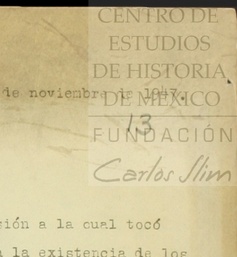 CENTRO DE
ESTUDIOS
DE HISTORIA
DE MÉXICO
de noviembre de 1947.
13
FUNDACIÓN
Carlos Slim
sión a la cual tocó
la existencia de los